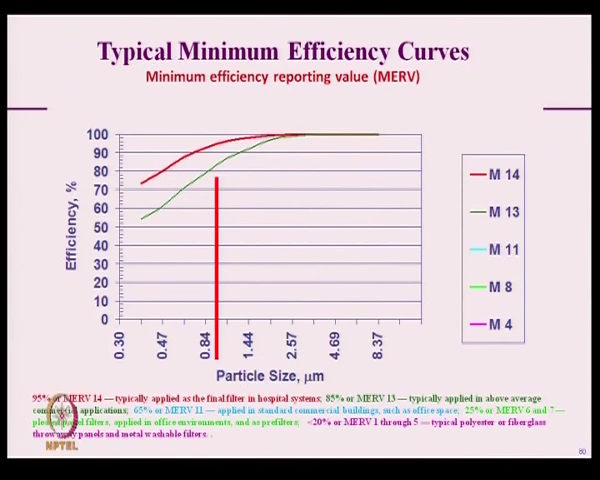 Typical Minimum Efficiency Curves
Minimum efficiency reporting value (MERV)
100
90
80
70
60
50
40
30
20
10
0
Efficiency, %
0.30
0.47
0.84
1.44
2.57
4.69
8.37
Particle Size, μm
M 14
M 13
M 11
M 8
M 4
95% or MERV 14 — typically applied as the final filter in hospital systems; 85% or MERV 13 — typically applied in above average
commercial applications; 65% or MERV 11 — applied in standard commercial buildings, such as office space; 25% or MERV 6 and 7 —
panel filters, applied in office environments, and as prefilters; <20% or MERV 1 through 5 — typical polyester or fiberglass
throwaway panels and metal washable filters. .
NPTEL
80